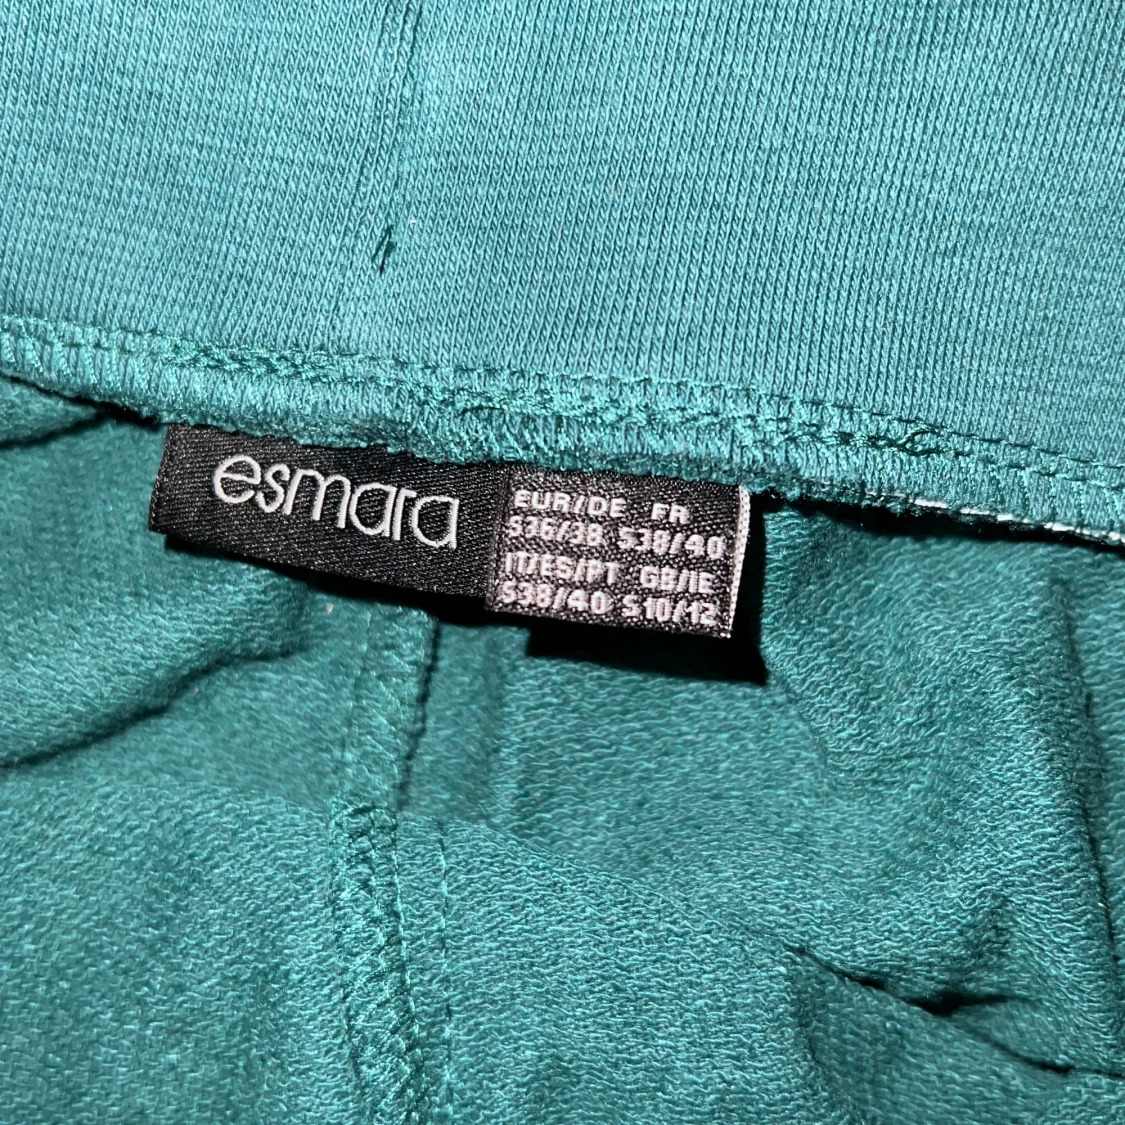 esmara
EUR/DE FR
S36/38 S38/40
IT/ES/PT GB/IE
S38/40 S10/12